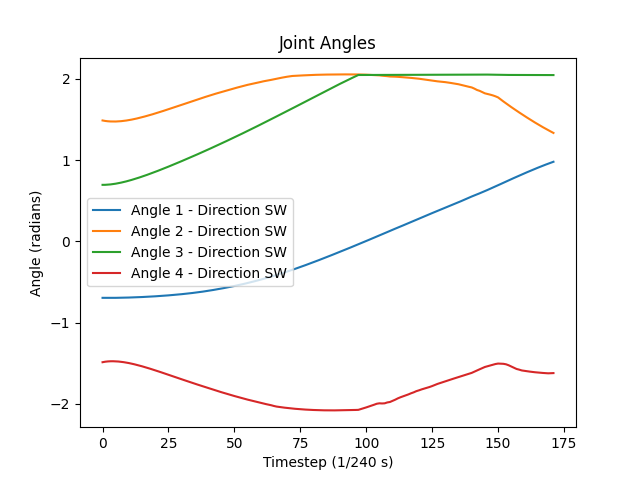 Joint Angles
Angle (radians)
2
1
0
−1
−2
Angle 1 - Direction SW
Angle 2 - Direction SW
Angle 3 - Direction SW
Angle 4 - Direction SW
0 25 50 75 100 125 150 175
Timestep (1/240 s)